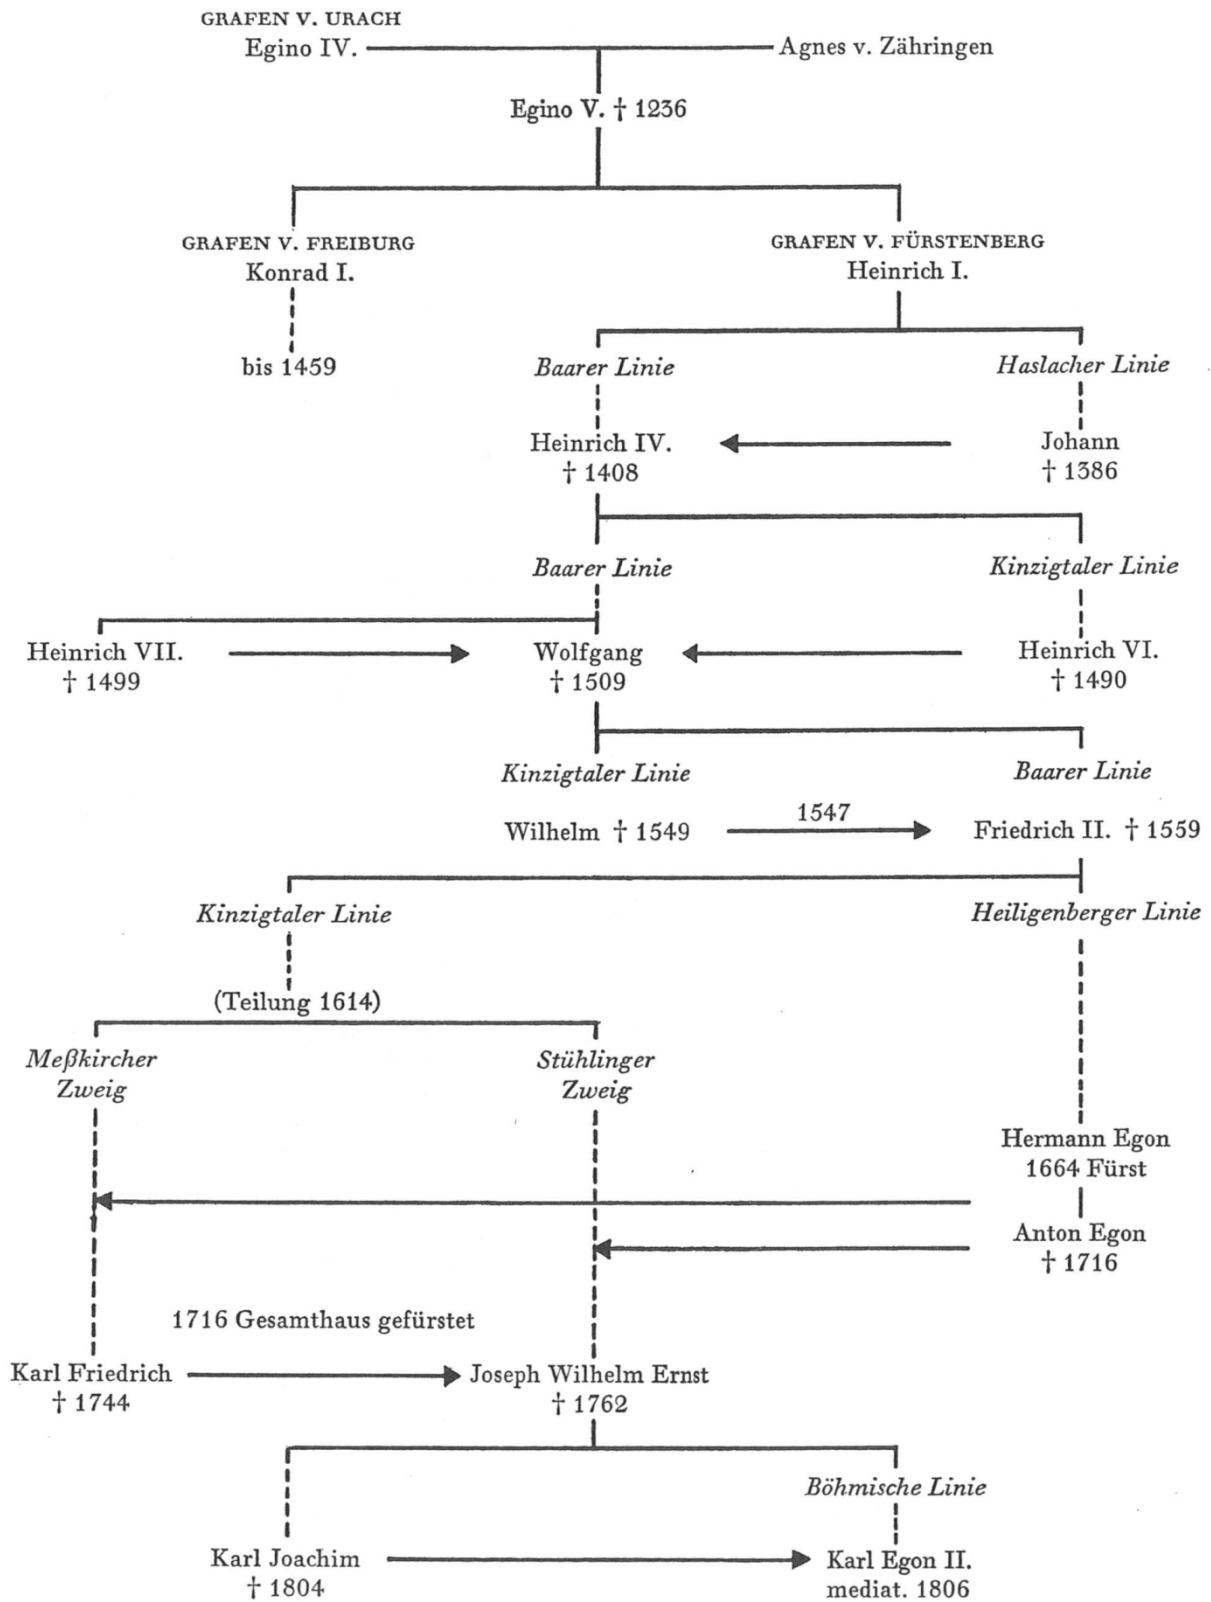 GRAFEN V. URACH
Egino IV. Agnes v. Zähringen
Egino V. † 1236
GRAFEN V. FREIBURG GRAFEN V. FÜRSTENBERG
Konrad I. Heinrich I.
bis 1459 Baarer Linie Haslacher Linie
Heinrich IV. Johann
† 1408 † 1386
Baarer Linie Kinzigtaler Linie
Heinrich VII. Wolfgang Heinrich VI.
† 1499 † 1509 † 1490
Kinzigtaler Linie Baarer Linie
1547
Wilhelm † 1549 Friedrich II. † 1559
Kinzigtaler Linie Heiligenberger Linie
(Teilung 1614)
Meßkircher Stühlinger
Zweig Zweig
Hermann Egon
1664 Fürst
Anton Egon
† 1716
1716 Gesamthaus gefürstet
Karl Friedrich Joseph Wilhelm Ernst
† 1744 † 1762
Böhmische Linie
Karl Joachim Karl Egon II.
† 1804 mediat. 1806